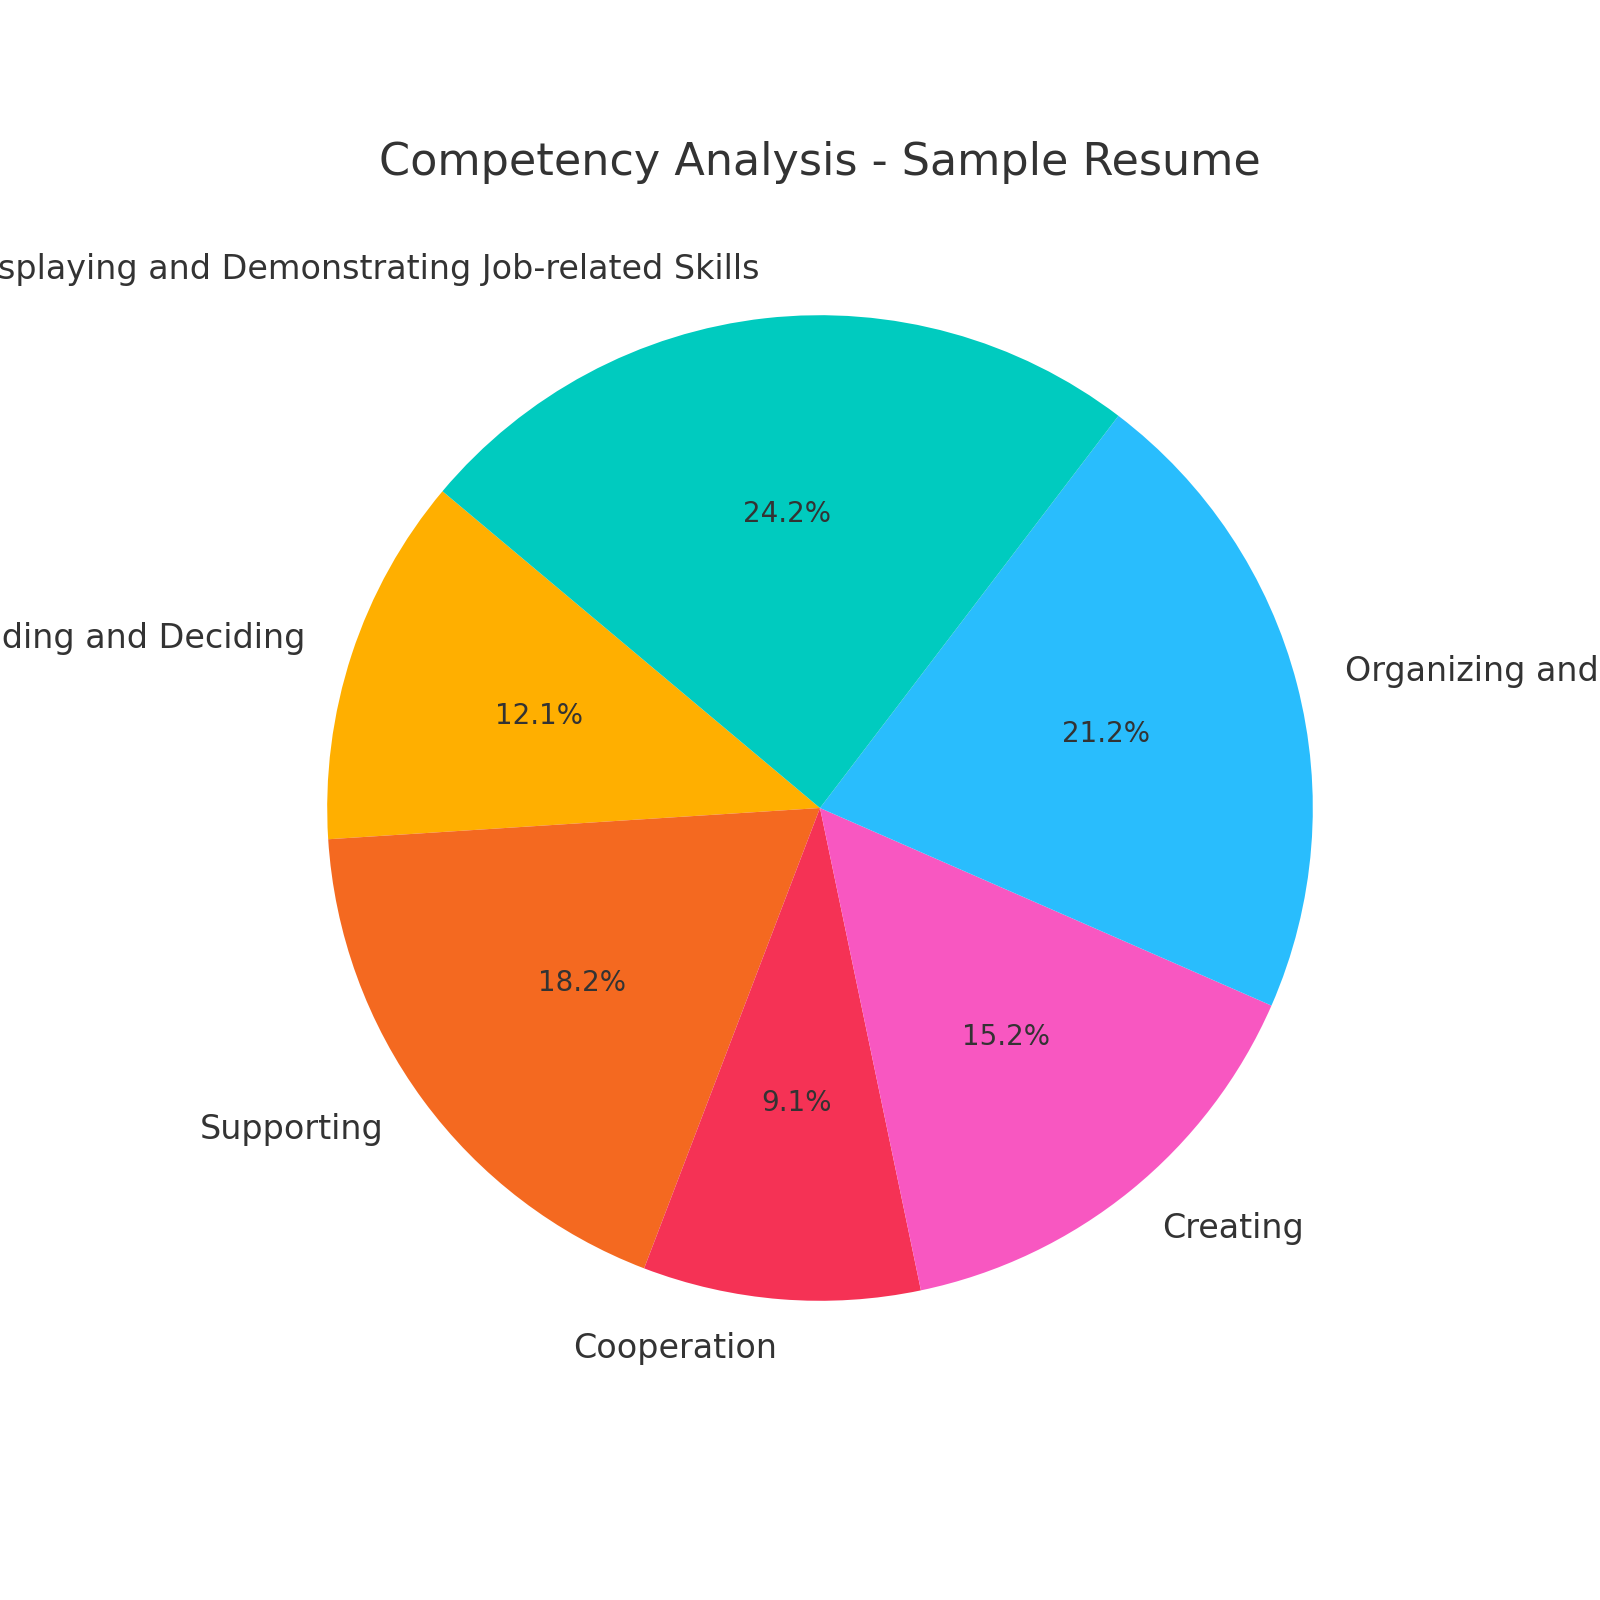 Competency Analysis - Sample Resume
splaying and Demonstrating Job-related Skills
24.2%
ding and Deciding
12.1%
Organizing and
21.2%
18.2%
15.2%
9.1%
Supporting
Creating
Cooperation